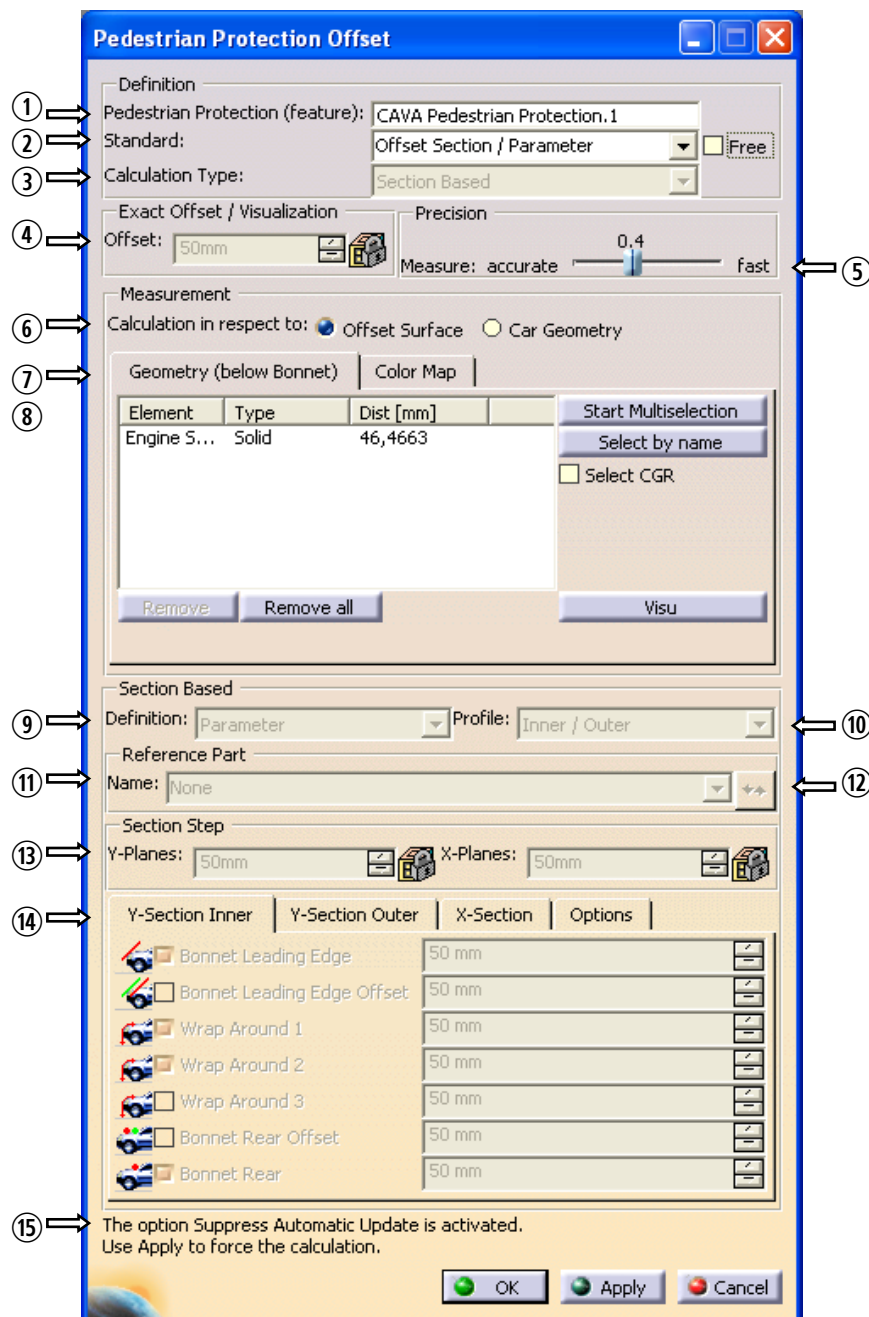 Pedestrian Protection Offset
Definition
① Pedestrian Protection (feature): CAVA Pedestrian Protection.1
② Standard: Offset Section / Parameter Free
③ Calculation Type: Section Based
Exact Offset / Visualization Precision
④ Offset: 50mm
0,4
Measure: accurate fast ⑤
Measurement
⑥ Calculation in respect to: Offset Surface Car Geometry
⑦ Geometry (below Bonnet) Color Map
⑧ Element Type Dist [mm] Start Multiselection
Engine S... Solid 46,4663 Select by name
Select CGR
Remove Remove all Visu
Section Based
⑨ Definition: Parameter Profile: Inner / Outer ⑩
Reference Part
⑪ Name: None ⑫
Section Step
⑬ Y-Planes: 50mm X-Planes: 50mm
⑭ Y-Section Inner Y-Section Outer X-Section Options
Bonnet Leading Edge 50 mm
Bonnet Leading Edge Offset 50 mm
Wrap Around 1 50 mm
Wrap Around 2 50 mm
Wrap Around 3 50 mm
Bonnet Rear Offset 50 mm
Bonnet Rear 50 mm
⑮ The option Suppress Automatic Update is activated.
Use Apply to force the calculation.
OK Apply Cancel